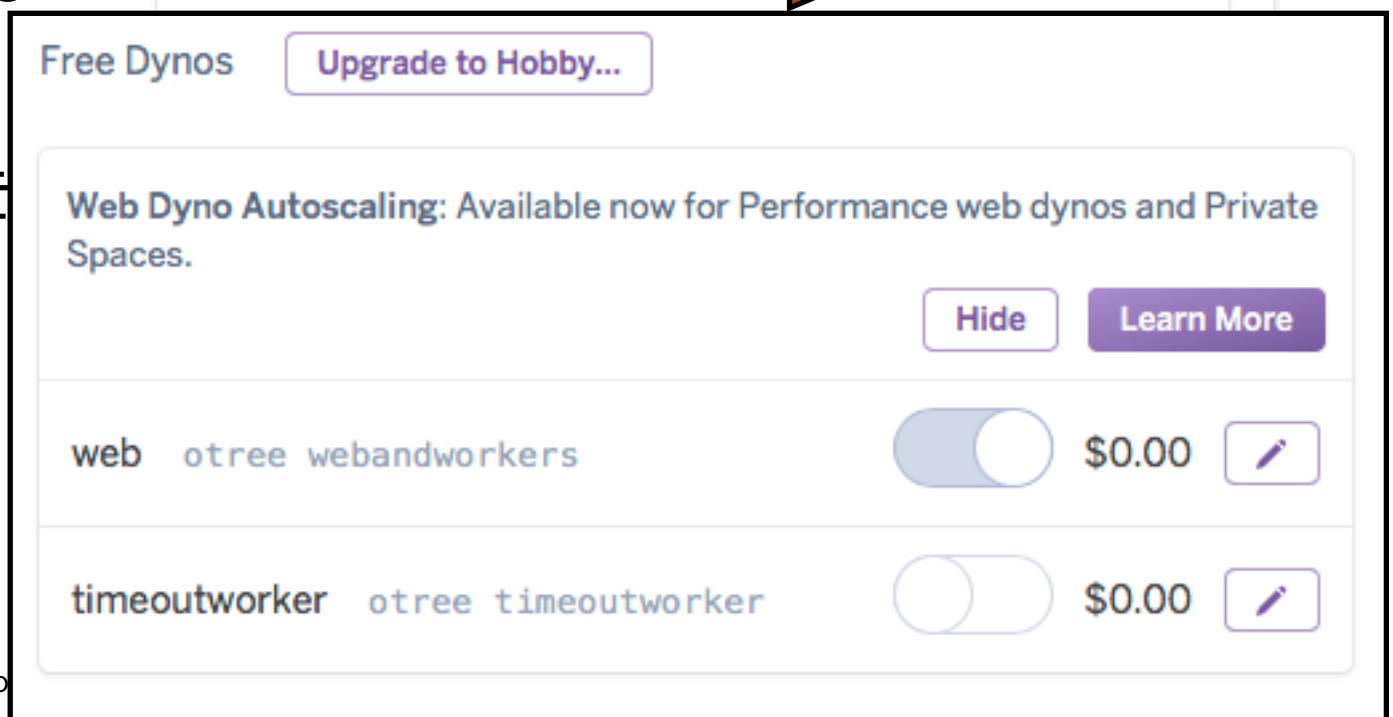 Free Dynos Upgrade to Hobby...
Web Dyno Autoscaling: Available now for Performance web dynos and Private
Spaces.
Hide Learn More
web otree webandworkers $0.00
timeoutworker otree timeoutworker $0.00